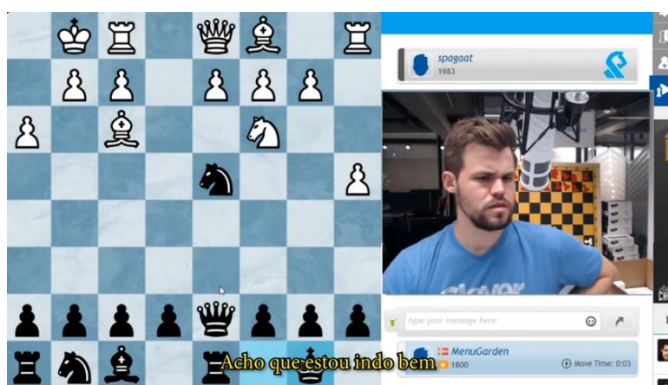 spagaat
1983
type your message here
MenuGarden
1800
Move Time: 0:03
Acho que estou indo bem